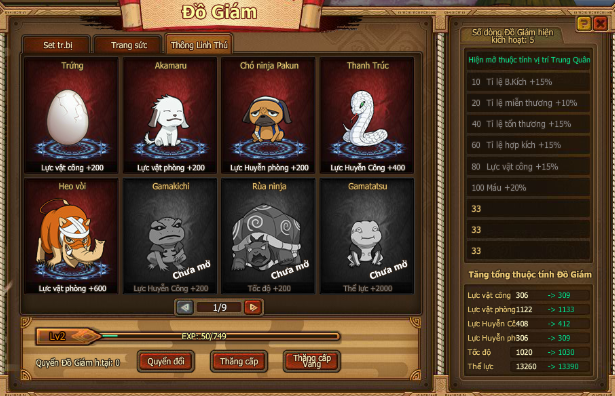 Đồ Giám
Set tr.bị
Trang sức
Thông Linh Thú
Trứng
Akamaru
Chó ninja Pakun
Thanh Trúc
Lực vật công +200
Lực vật phòng +200
Lực Huyễn phòng +200
Lực Huyễn Công +400
Heo vòi
Gamakichi
Rùa ninja
Gamatatsu
Chưa mở
Chưa mở
Chưa mở
Lực vật phòng +600
Lực Huyễn Công +200
Tốc độ +200
Thể lực +2000
1/9
Lv2
EXP: 50/749
Quyển Đồ Giám h.tại: 0
Quyển đổi
Thăng cấp
Thăng cấp
Vàng
Số dòng Đồ Giám hiện
kích hoạt: 5
Hiện mở thuộc tính vị trí Trung Quân
10 Tỉ lệ B.Kích +15%
20 Tỉ lệ miễn thương +10%
40 Tỉ lệ tổn thương +15%
60 Tỉ lệ hợp kích +15%
80 Lực vật công +15%
100 Máu +20%
33
33
33
Tăng tổng thuộc tính Đồ Giám
Lực vật công 306 -> 309
Lực vật phòng 1122 -> 1133
Lực Huyễn Cô 408 -> 412
Lực Huyễn ph 306 -> 309
Tốc độ 1020 -> 1030
Thể lực 13260 -> 13390